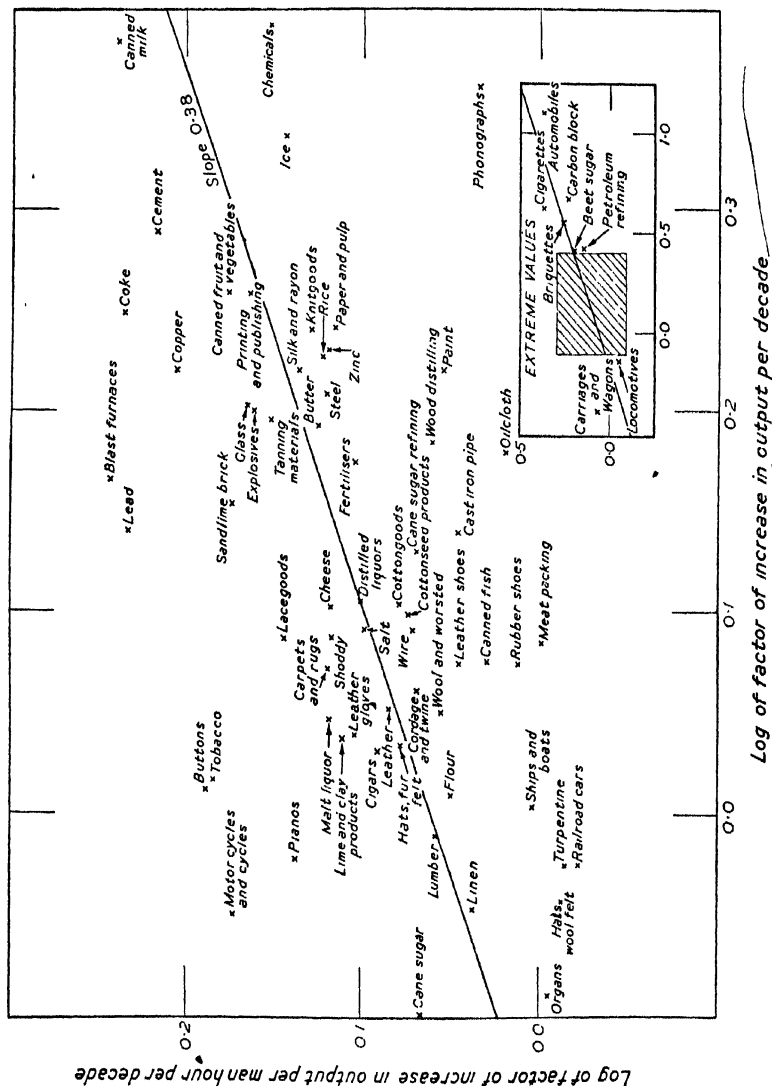 Log of factor of increase in output per man hour per decade
0·2
0·1
0·0
Canned
milk
Chemicals
Slope 0·38
Cement
Ice
Coke
Canned fruit and
vegetables
Phonographs
Copper
Printing
and publishing
Silk and rayon
Knitgoods
Rice
Paper and pulp
Blast furnaces
Glass
Explosives
Butter
Steel
Zinc
Lead
Sandlime brick
Tanning
materials
Fertilisers
Wood distilling
Paint
Oilcloth
Cane sugar refining
Cottonseed products
Cast iron pipe
Lacegoods
Cheese
Distilled
liquors
Cottongoods
Carpets
and rugs
Shoddy
Salt
Wire
Wool and worsted
Leather shoes
Canned fish
Rubber shoes
Meat packing
Buttons
Tobacco
Malt liquor
Lime and clay
products
Leather
gloves
Cigars
Leather
Hats, fur
felt
Cordage
and twine
Flour
Ships and
boats
Motor cycles
and cycles
Pianos
Lumber
Linen
Turpentine
Railroad cars
Cane sugar
Organs
Hats
wool felt
EXTREME VALUES
0·5
0·0
Briquettes
Cigarettes
Automobiles
Carbon block
Beet sugar
Petroleum
refining
Carriages
and
Wagons
Locomotives
0·0
0·5
1·0
0·0
0·1
0·2
0·3
Log of factor of increase in output per decade